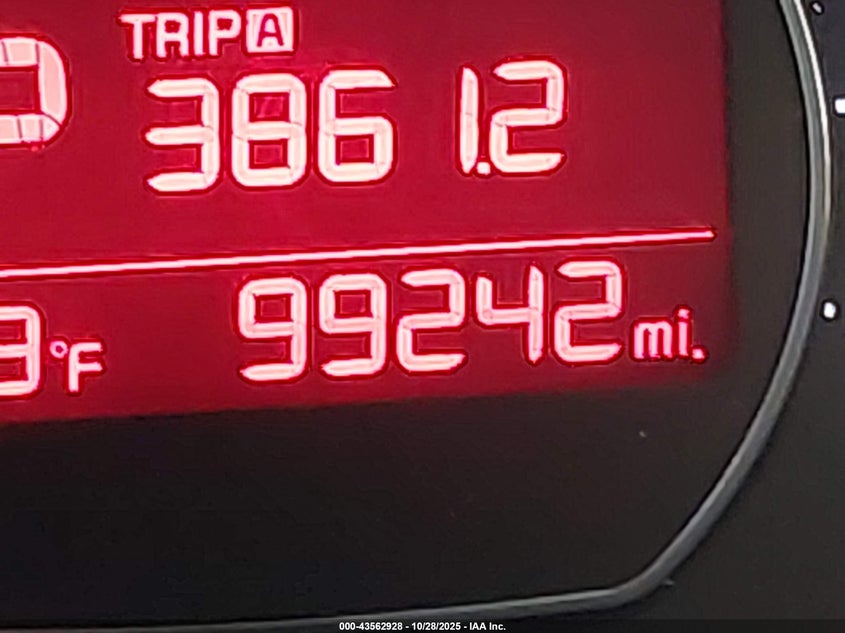 TRIP A
3861.2
99242 mi.
°F
000-43562928 - 10/28/2025 - IAA Inc.